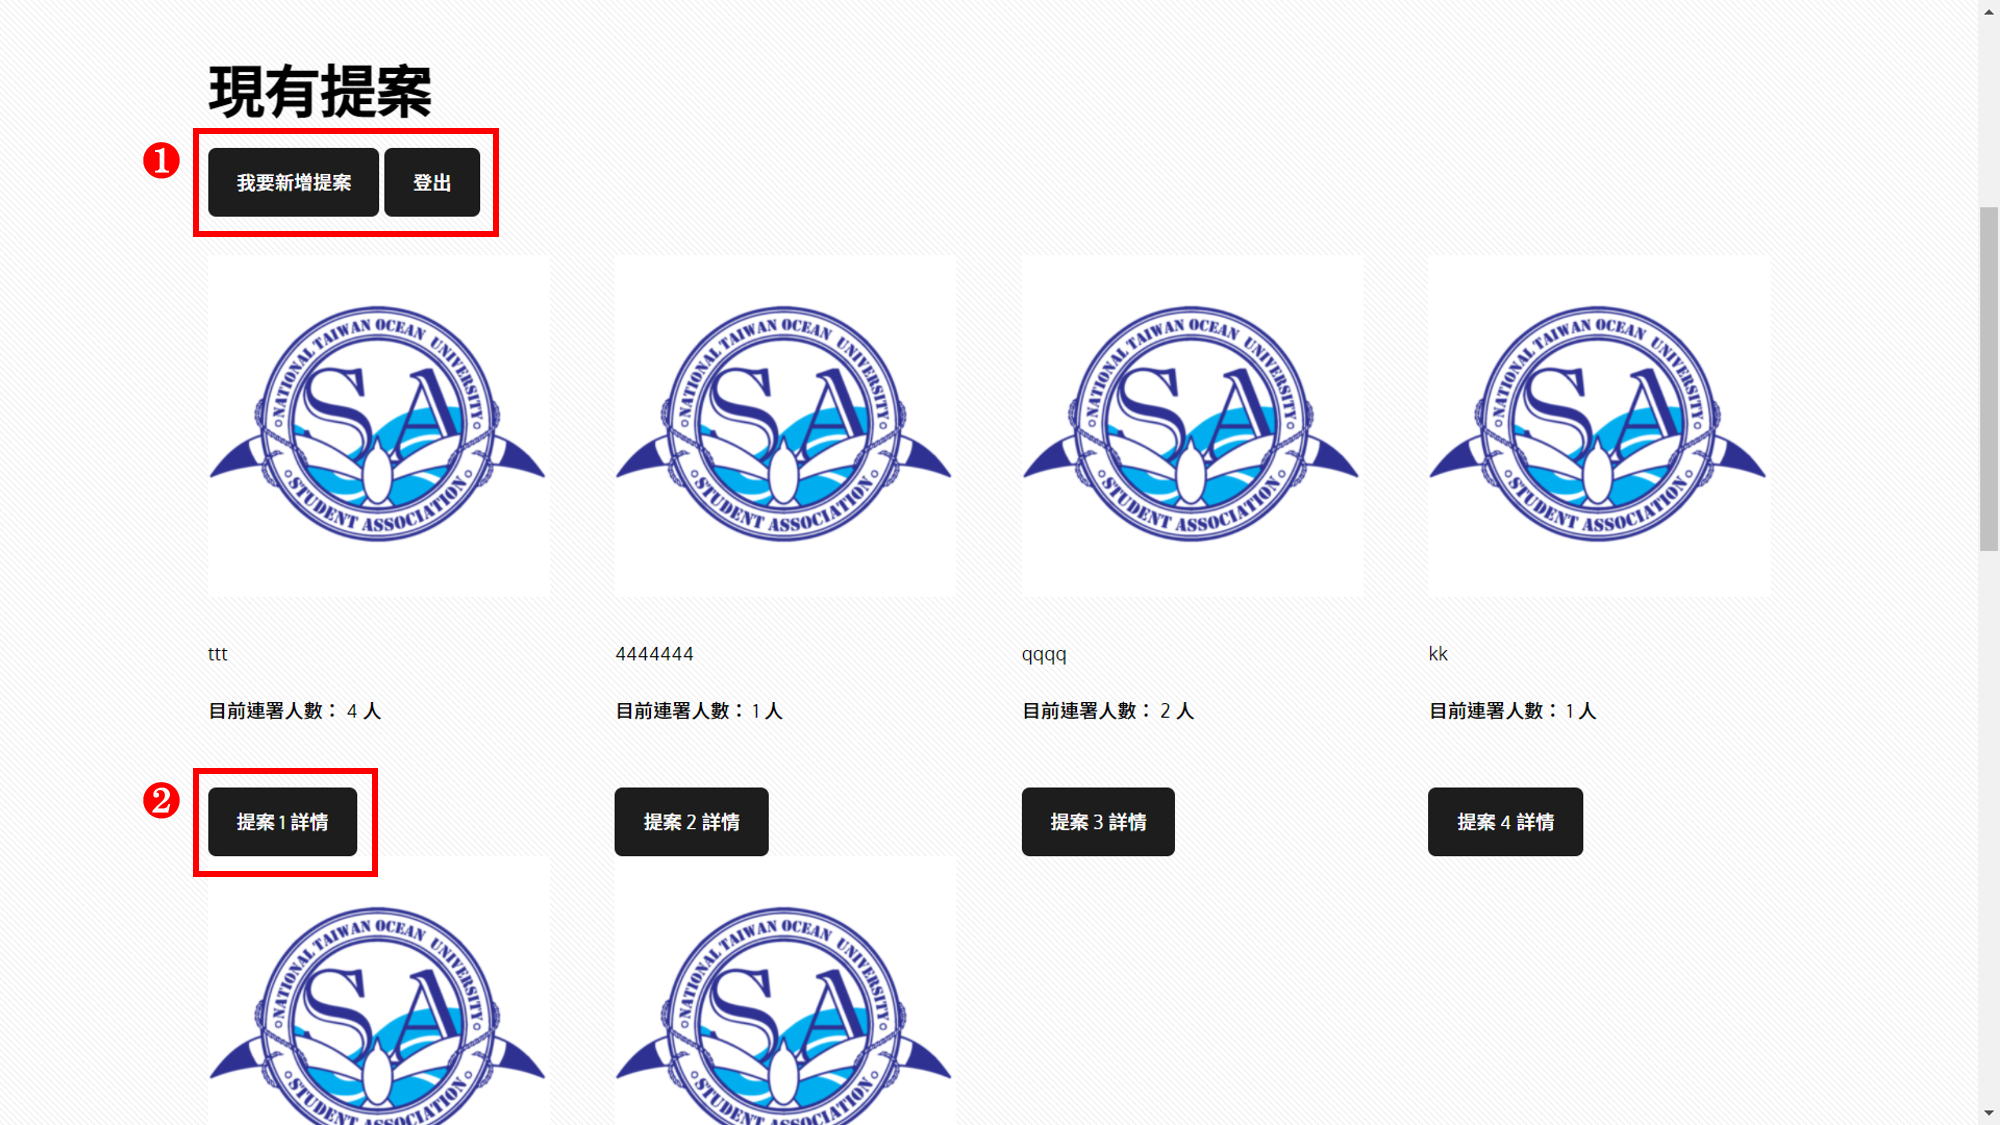 現有提案
❶
我要新增提案 登出
NATIONAL TAIWAN OCEAN UNIVERSITY
SA
STUDENT ASSOCIATION
NATIONAL TAIWAN OCEAN UNIVERSITY
SA
STUDENT ASSOCIATION
NATIONAL TAIWAN OCEAN UNIVERSITY
SA
STUDENT ASSOCIATION
NATIONAL TAIWAN OCEAN UNIVERSITY
SA
STUDENT ASSOCIATION
ttt
4444444
qqqq
kk
目前連署人數： 4 人
目前連署人數： 1 人
目前連署人數： 2 人
目前連署人數： 1 人
❷
提案 1 詳情
提案 2 詳情
提案 3 詳情
提案 4 詳情
NATIONAL TAIWAN OCEAN UNIVERSITY
SA
STUDENT ASSOCIATION
NATIONAL TAIWAN OCEAN UNIVERSITY
SA
STUDENT ASSOCIATION